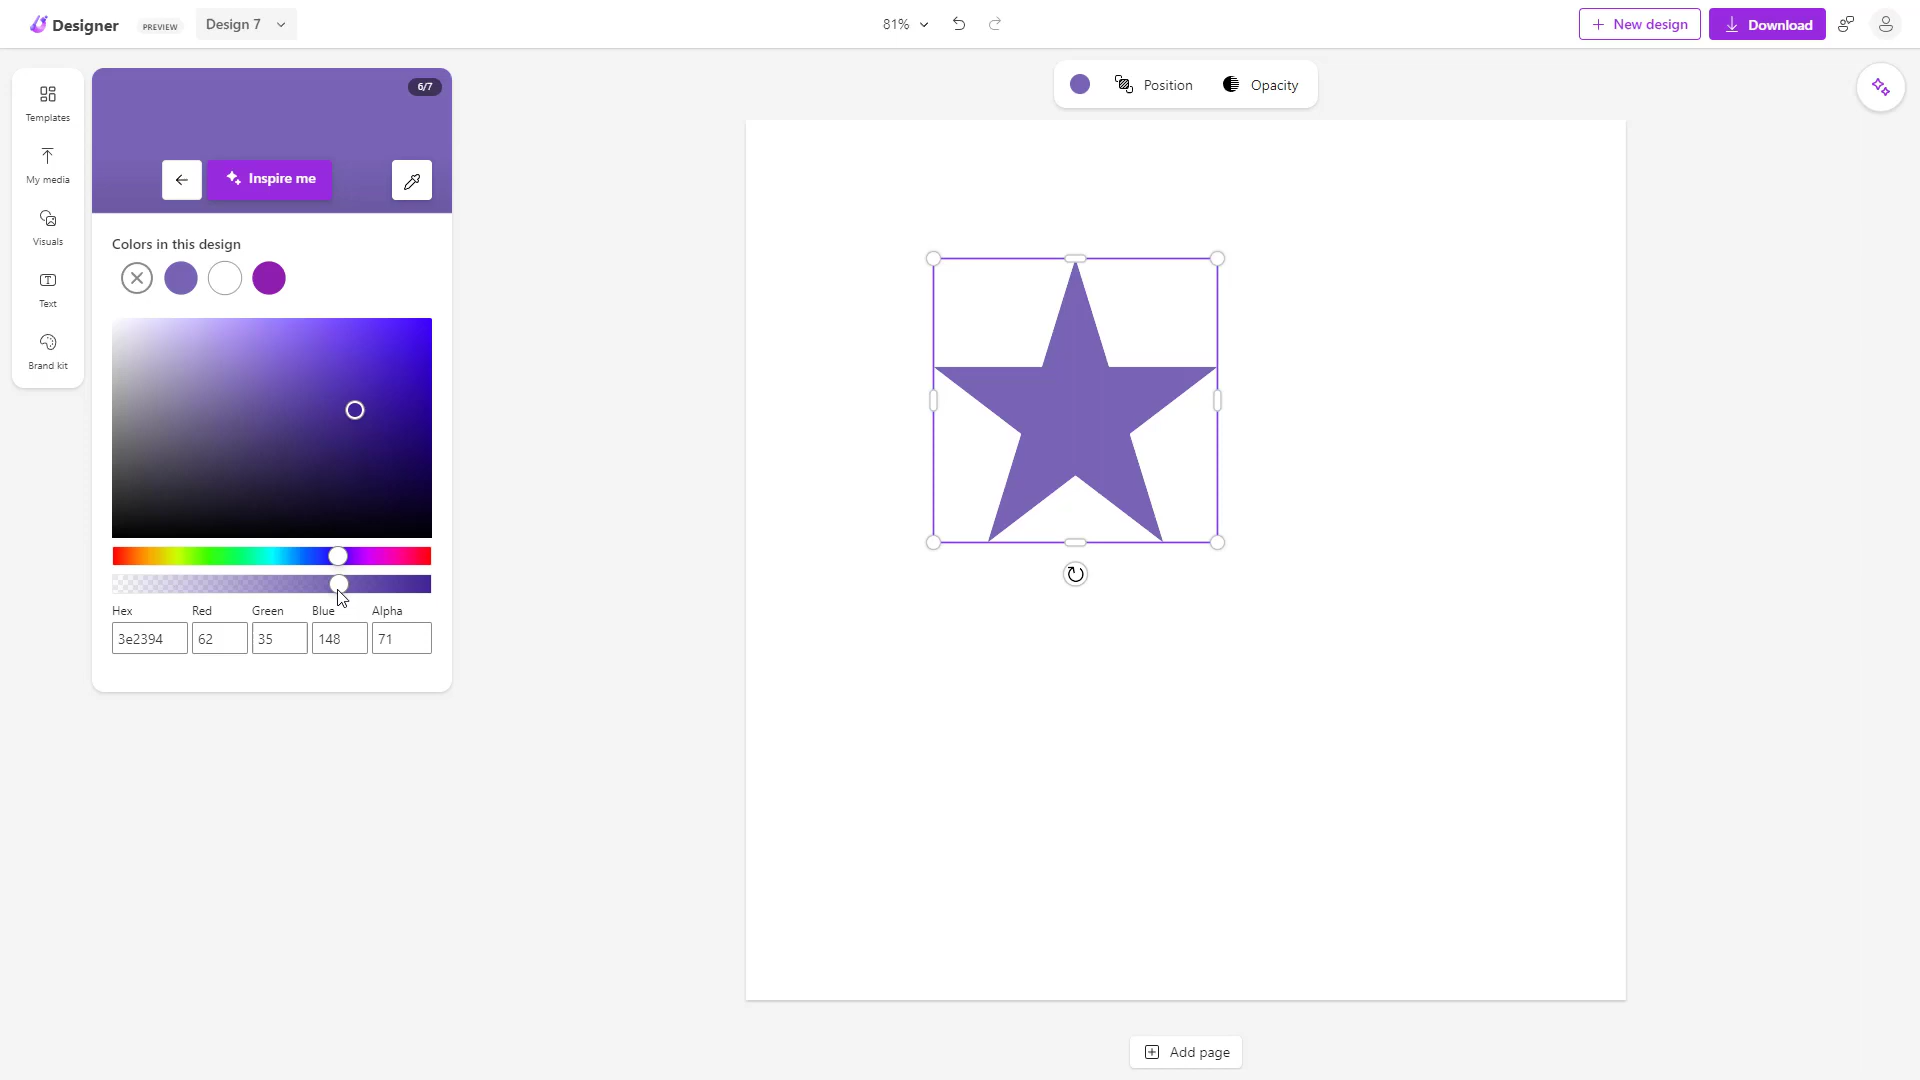 Designer PREVIEW Design 7 81% New design Download
6/7
Position Opacity
Templates
Inspire me
My media
Visuals
Colors in this design
Text
Brand kit
Hex Red Green Blue Alpha
3e2394 62 35 148 71
Add page